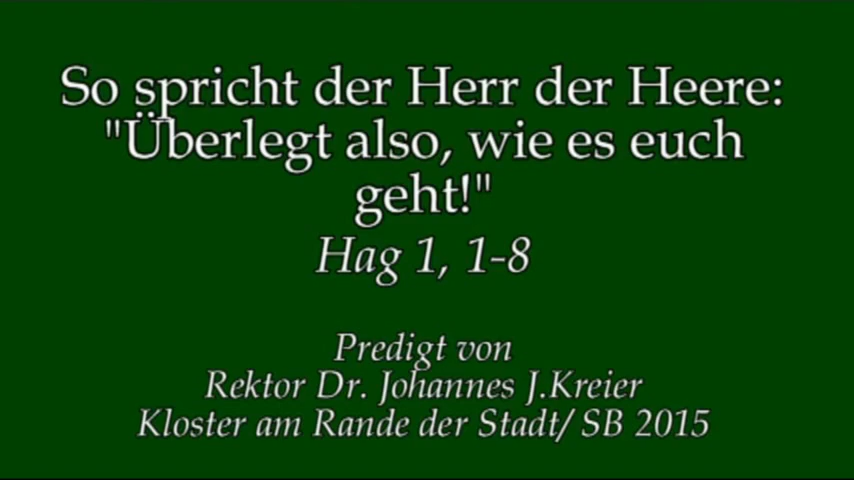 So spricht der Herr der Heere:
"Überlegt also, wie es euch
geht!"
Hag 1, 1-8
Predigt von
Rektor Dr. Johannes J.Kreier
Kloster am Rande der Stadt/ SB 2015